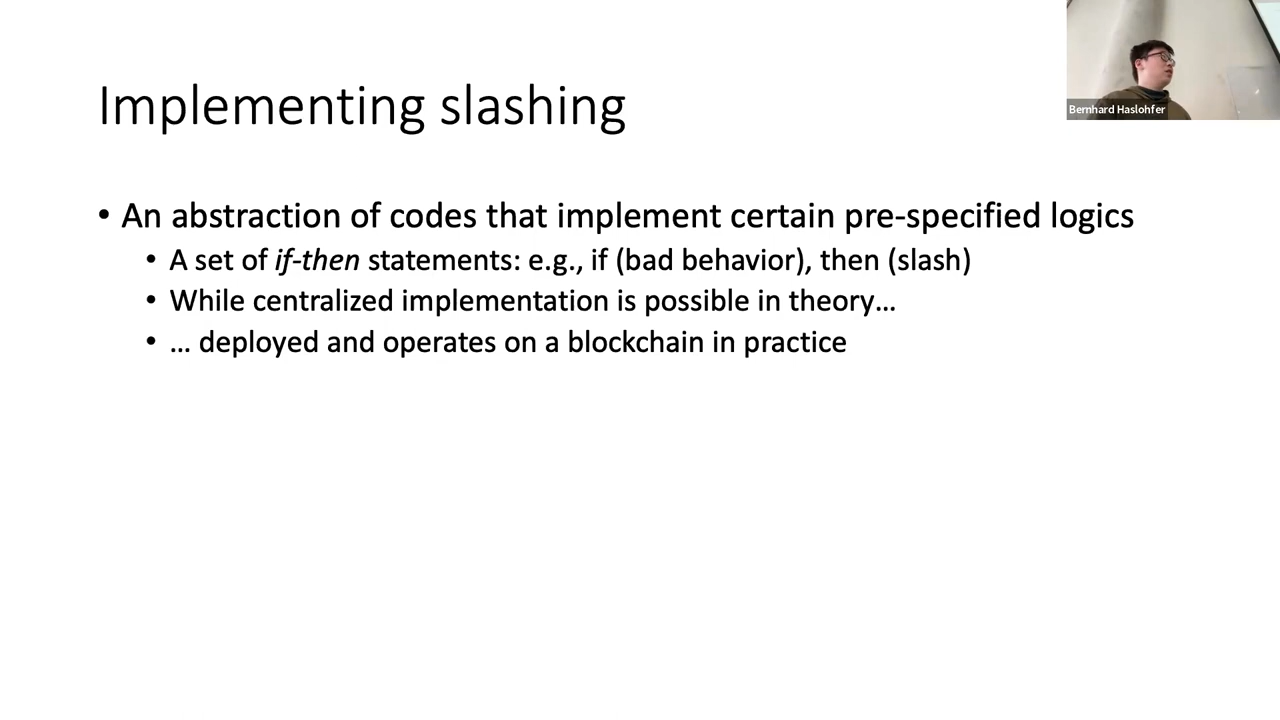 Implementing slashing
Bernhard Haslohfer
• An abstraction of codes that implement certain pre-specified logics
• A set of if-then statements: e.g., if (bad behavior), then (slash)
• While centralized implementation is possible in theory…
• … deployed and operates on a blockchain in practice